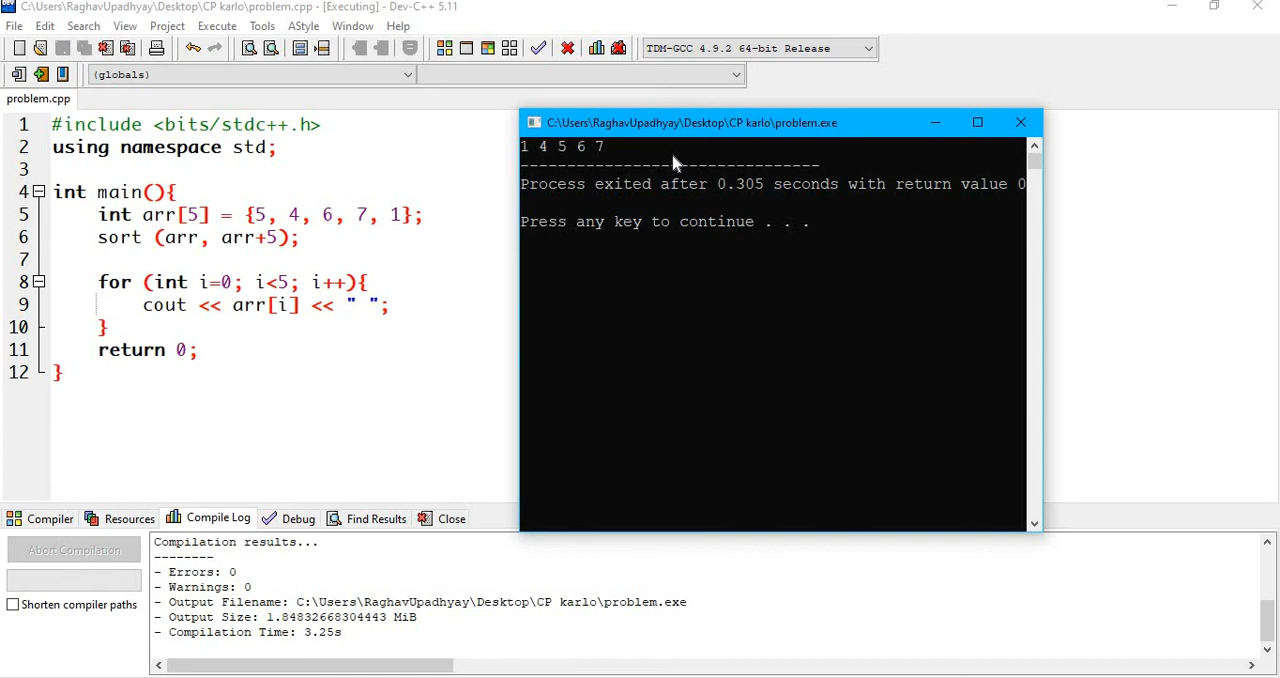 C:\Users\RaghavUpadhyay\Desktop\CP karlo\problem.cpp - [Executing] - Dev-C++ 5.11
File Edit Search View Project Execute Tools AStyle Window Help
TDM-GCC 4.9.2 64-bit Release
(globals)
problem.cpp
1 #include <bits/stdc++.h>
2 using namespace std;
3
4 int main(){
5 int arr[5] = {5, 4, 6, 7, 1};
6 sort (arr, arr+5);
7
8 for (int i=0; i<5; i++){
9 cout << arr[i] << " ";
10 }
11 return 0;
12 }
C:\Users\RaghavUpadhyay\Desktop\CP karlo\problem.exe
1 4 5 6 7
--------------------------------
Process exited after 0.305 seconds with return value 0
Press any key to continue . . .
Compiler Resources Compile Log Debug Find Results Close
Abort Compilation
Shorten compiler paths
Compilation results...
--------
- Errors: 0
- Warnings: 0
- Output Filename: C:\Users\RaghavUpadhyay\Desktop\CP karlo\problem.exe
- Output Size: 1.84832668304443 MiB
- Compilation Time: 3.25s